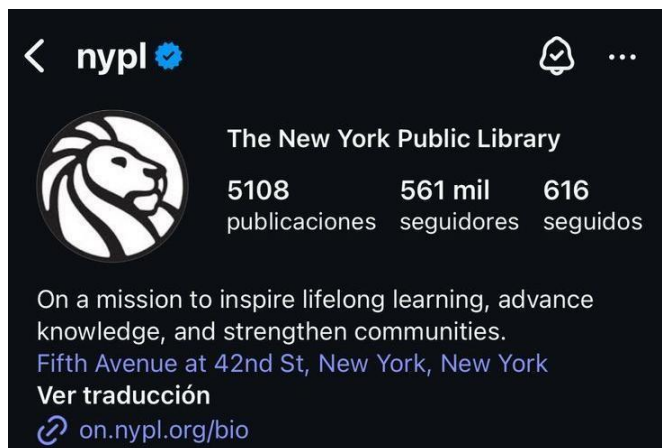 nypl
The New York Public Library
5108 561 mil 616
publicaciones seguidores seguidos
On a mission to inspire lifelong learning, advance
knowledge, and strengthen communities.
Fifth Avenue at 42nd St, New York, New York
Ver traducción
on.nypl.org/bio